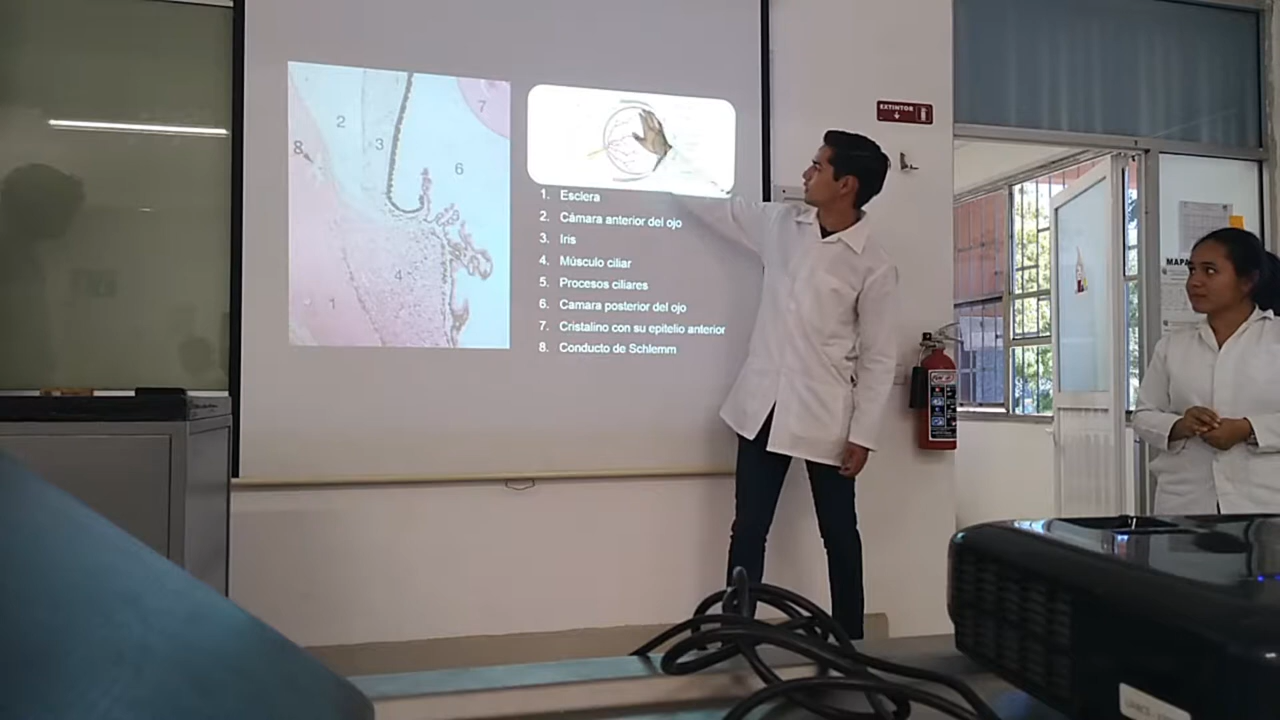 2
3
7
8
6
4
1
1. Esclera
2. Cámara anterior del ojo
3. Iris
4. Músculo ciliar
5. Procesos ciliares
6. Camara posterior del ojo
7. Cristalino con su epitelio anterior
8. Conducto de Schlemm
EXTINTOR
MAPA